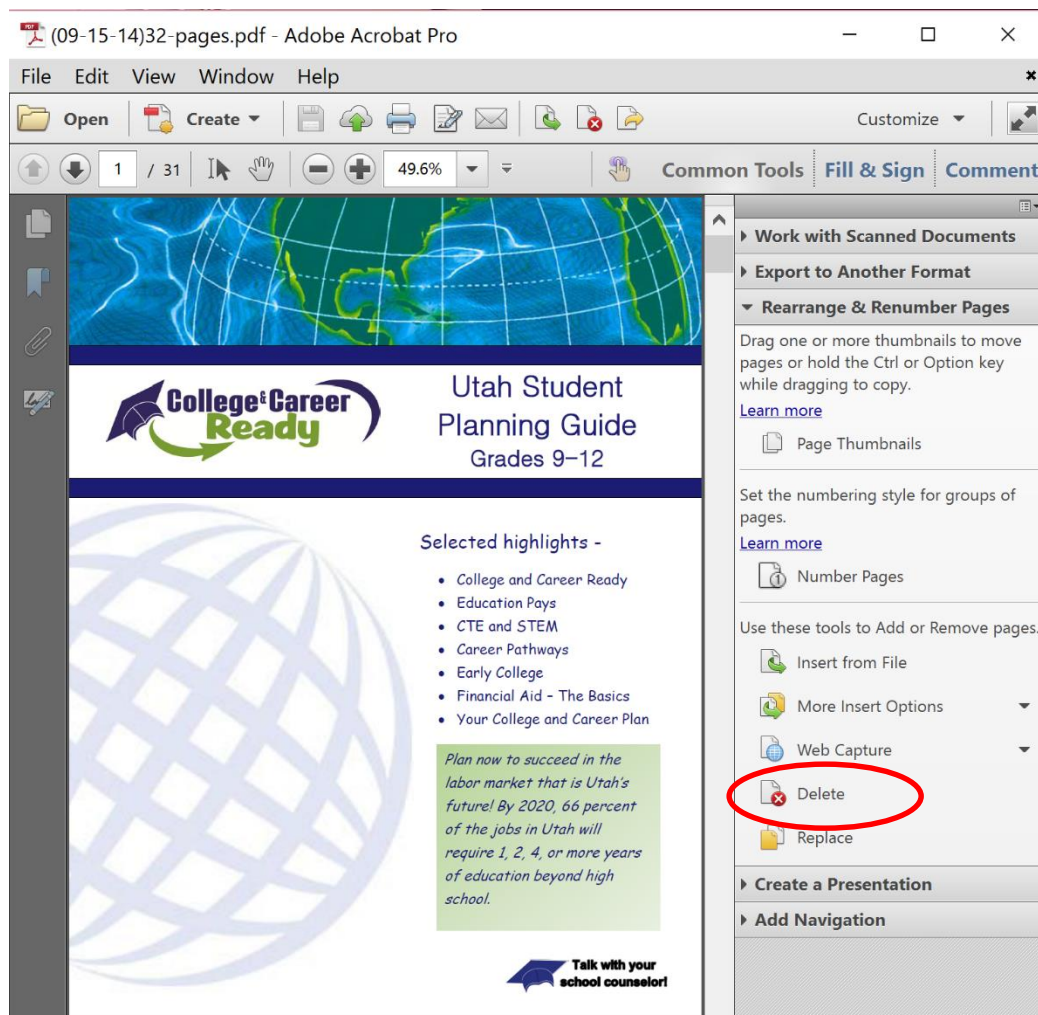 (09-15-14)32-pages.pdf - Adobe Acrobat Pro
File Edit View Window Help
Open Create Customize
1 / 31 49.6% Common Tools Fill & Sign Comment
College & Career
Ready
Utah Student
Planning Guide
Grades 9-12
Selected highlights -
• College and Career Ready
• Education Pays
• CTE and STEM
• Career Pathways
• Early College
• Financial Aid - The Basics
• Your College and Career Plan
Plan now to succeed in the
labor market that is Utah's
future! By 2020, 66 percent
of the jobs in Utah will
require 1, 2, 4, or more years
of education beyond high
school.
Talk with your
school counselor!
Work with Scanned Documents
Export to Another Format
Rearrange & Renumber Pages
Drag one or more thumbnails to move
pages or hold the Ctrl or Option key
while dragging to copy.
Learn more
Page Thumbnails
Set the numbering style for groups of
pages.
Learn more
Number Pages
Use these tools to Add or Remove pages.
Insert from File
More Insert Options
Web Capture
Delete
Replace
Create a Presentation
Add Navigation